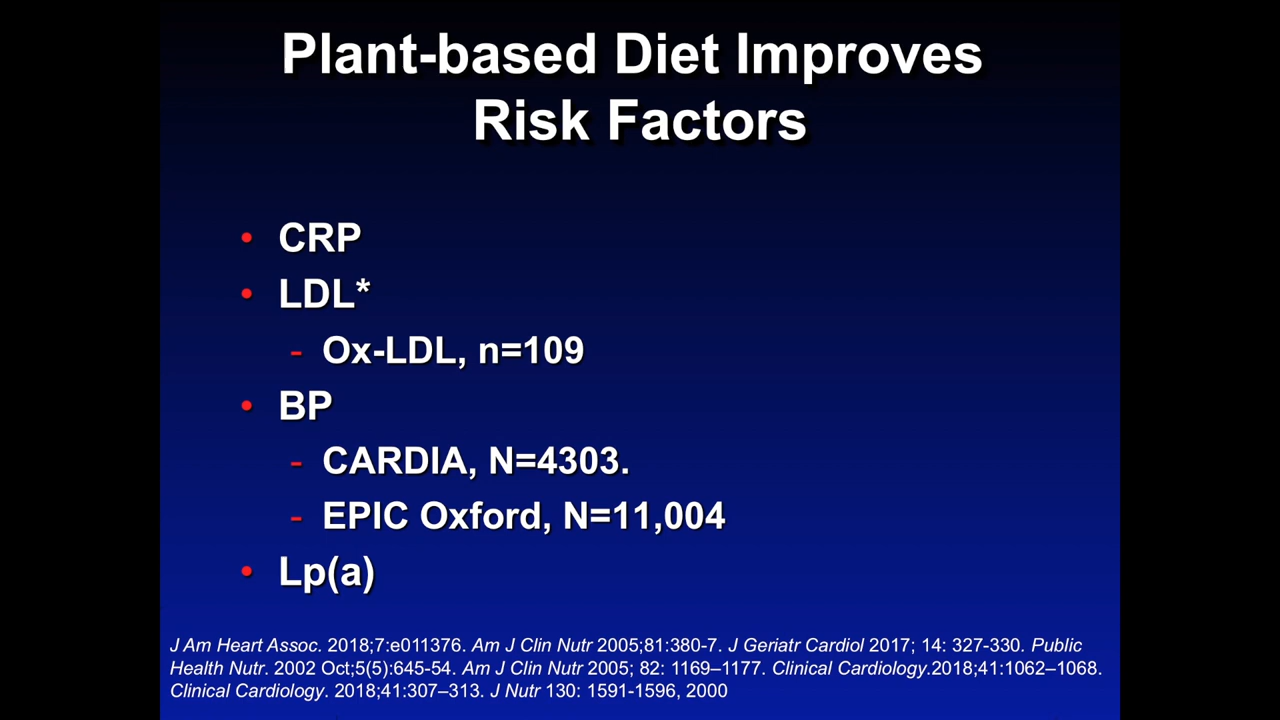 Plant-based Diet Improves
Risk Factors
• CRP
• LDL*
- Ox-LDL, n=109
• BP
- CARDIA, N=4303.
- EPIC Oxford, N=11,004
• Lp(a)
J Am Heart Assoc. 2018;7:e011376. Am J Clin Nutr 2005;81:380-7. J Geriatr Cardiol 2017; 14: 327-330. Public
Health Nutr. 2002 Oct;5(5):645-54. Am J Clin Nutr 2005; 82: 1169–1177. Clinical Cardiology.2018;41:1062–1068.
Clinical Cardiology. 2018;41:307–313. J Nutr 130: 1591-1596, 2000